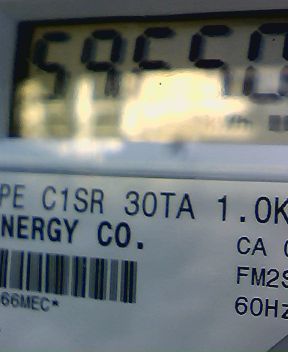 PE C1SR 30TA 1.0K
NERGY CO.
CA
FM2S
66MEC*
60Hz